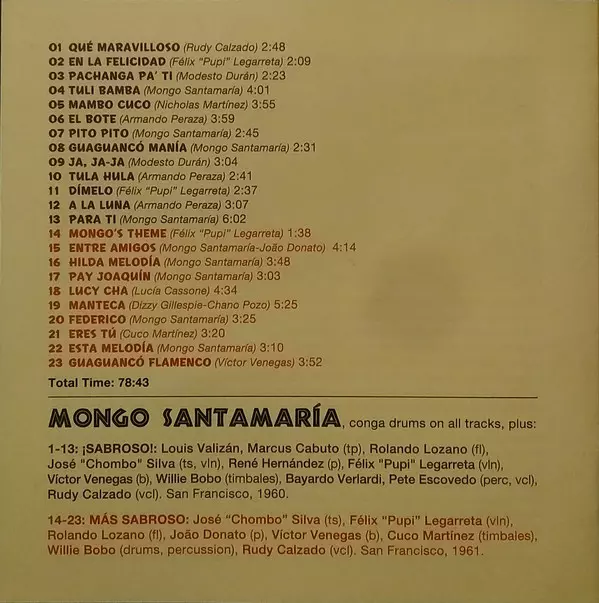 01 QUÉ MARAVILLOSO (Rudy Calzado) 2:48
02 EN LA FELICIDAD (Félix "Pupi" Legarreta) 2:09
03 PACHANGA PA' TI (Modesto Durán) 2:23
04 TULI BAMBA (Mongo Santamaría) 4:01
05 MAMBO CUCO (Nicholas Martínez) 3:55
06 EL BOTE (Armando Peraza) 3:59
07 PITO PITO (Mongo Santamaría) 2:45
08 GUAGUANCÓ MANÍA (Mongo Santamaría) 2:31
09 JA, JA-JA (Modesto Durán) 3:04
10 TULA HULA (Armando Peraza) 2:41
11 DÍMELO (Félix "Pupi" Legarreta) 2:37
12 A LA LUNA (Armando Peraza) 3:07
13 PARA TI (Mongo Santamaría) 6:02
14 MONGO'S THEME (Félix "Pupi" Legarreta) 1:38
15 ENTRE AMIGOS (Mongo Santamaría-João Donato) 4:14
16 HILDA MELODÍA (Mongo Santamaría) 3:48
17 PAY JOAQUÍN (Mongo Santamaría) 3:03
18 LUCY CHA (Lucía Cassone) 4:34
19 MANTECA (Dizzy Gillespie-Chano Pozo) 5:25
20 FEDERICO (Mongo Santamaría) 3:25
21 ERES TÚ (Cuco Martínez) 3:20
22 ESTA MELODÍA (Mongo Santamaría) 3:10
23 GUAGUANCÓ FLAMENCO (Víctor Venegas) 3:52
Total Time: 78:43
MONGO SANTAMARÍA, conga drums on all tracks, plus:
1-13: ¡SABROSO!: Louis Valizán, Marcus Cabuto (tp), Rolando Lozano (fl),
José "Chombo" Silva (ts, vln), René Hernández (p), Félix "Pupi" Legarreta (vln),
Víctor Venegas (b), Willie Bobo (timbales), Bayardo Verlardi, Pete Escovedo (perc, vcl),
Rudy Calzado (vcl). San Francisco, 1960.
14-23: MÁS SABROSO: José "Chombo" Silva (ts), Félix "Pupi" Legarreta (vln),
Rolando Lozano (fl), João Donato (p), Víctor Venegas (b), Cuco Martínez (timbales),
Willie Bobo (drums, percussion), Rudy Calzado (vcl). San Francisco, 1961.